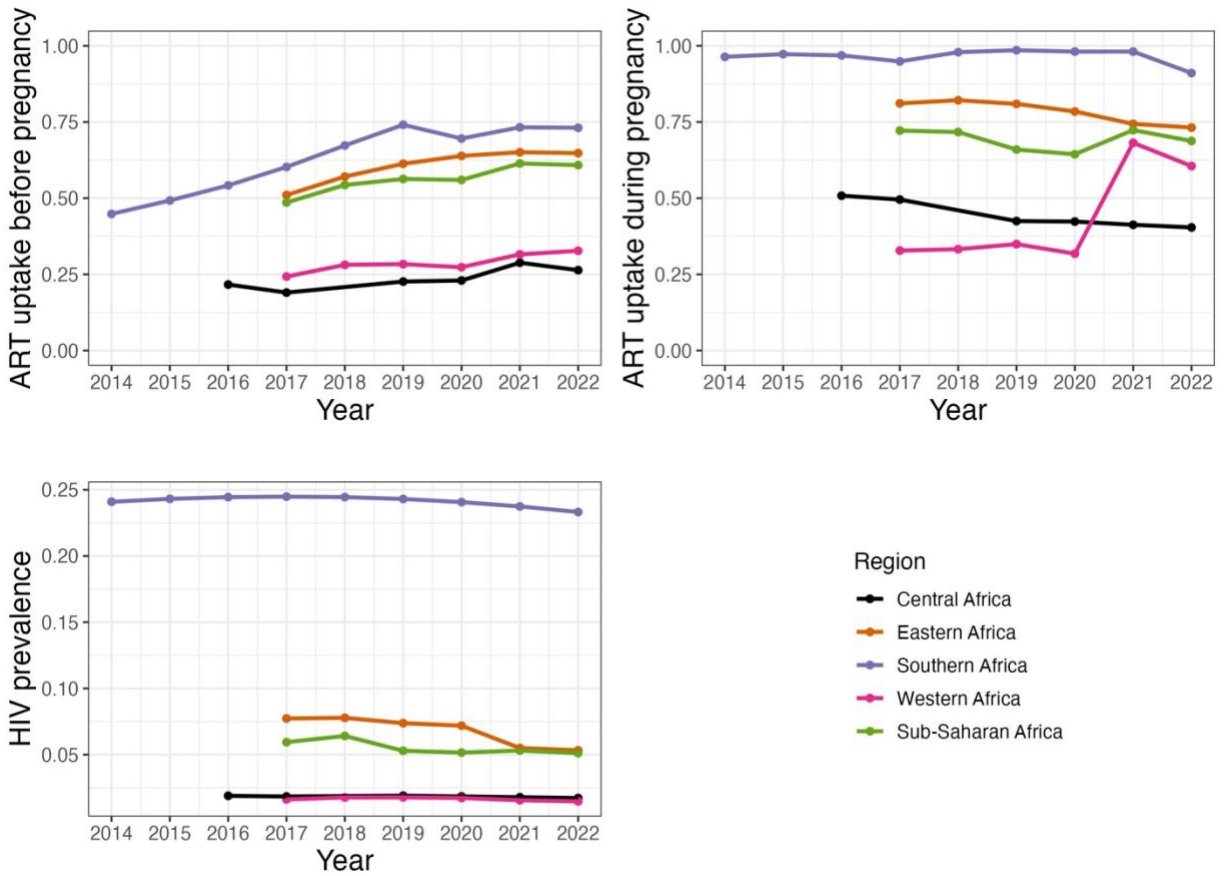 ART uptake before pregnancy
1.00
0.75
0.50
0.25
0.00
2014 2015 2016 2017 2018 2019 2020 2021 2022
Year
ART uptake during pregnancy
1.00
0.75
0.50
0.25
0.00
2014 2015 2016 2017 2018 2019 2020 2021 2022
Year
HIV prevalence
0.25
0.20
0.15
0.10
0.05
2014 2015 2016 2017 2018 2019 2020 2021 2022
Year
Region
Central Africa
Eastern Africa
Southern Africa
Western Africa
Sub-Saharan Africa